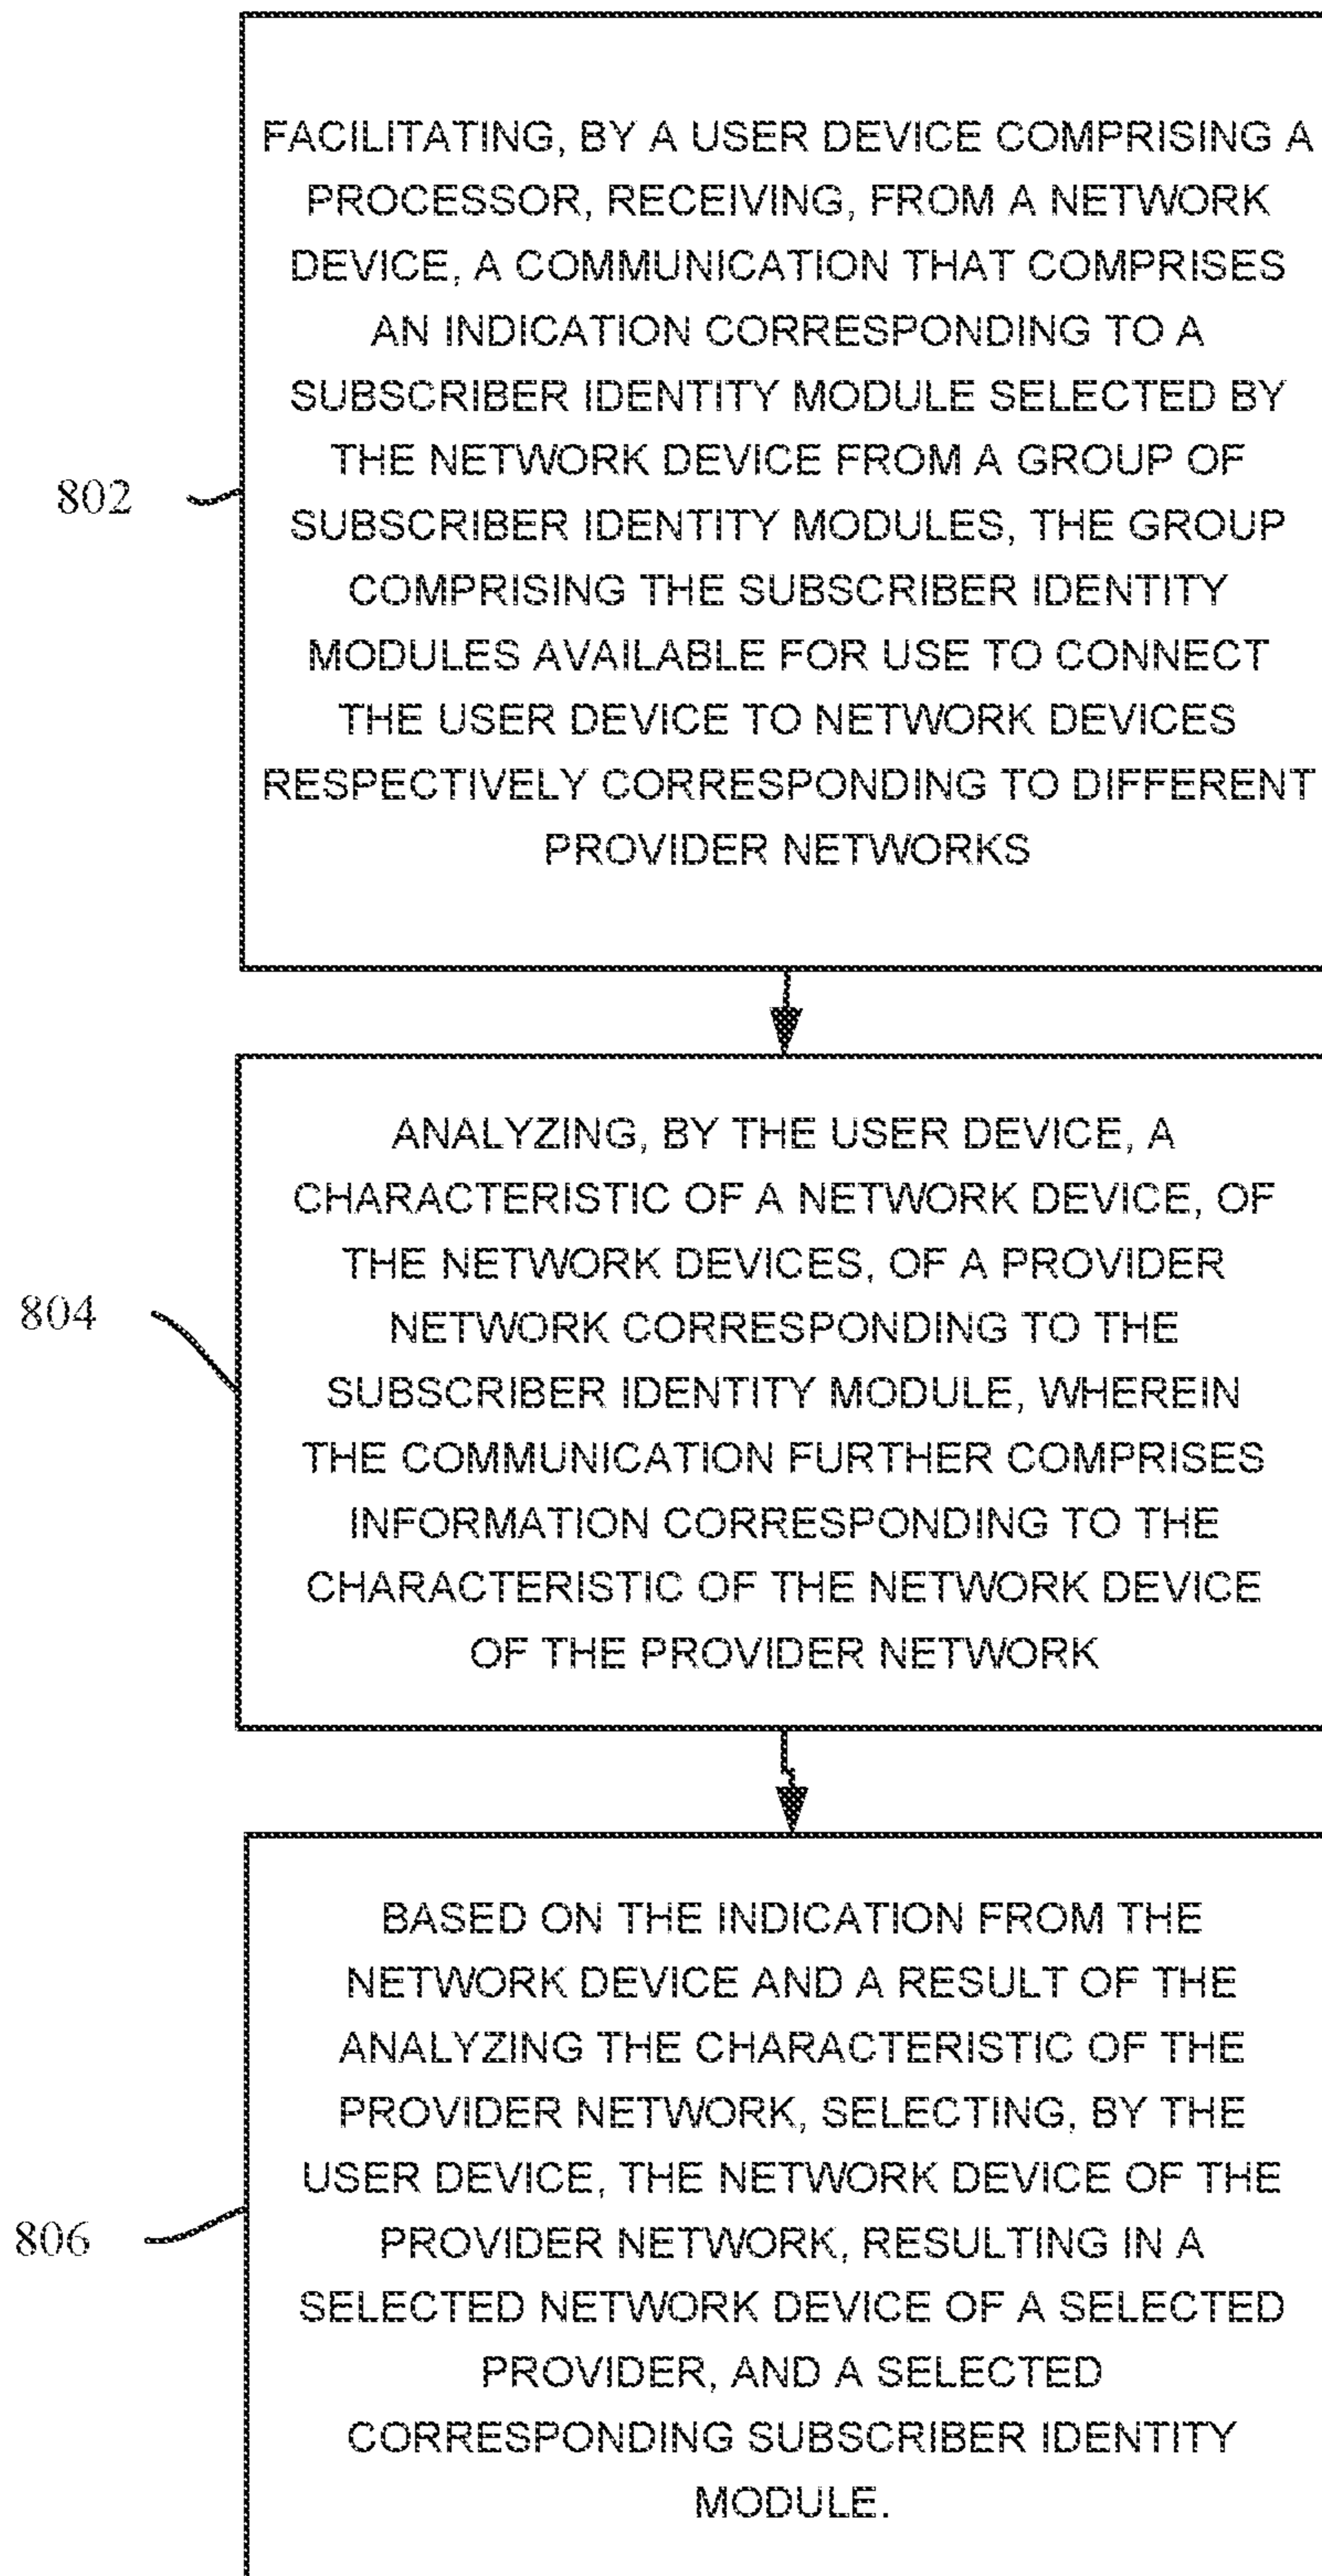 FACILITATING, BY A USER DEVICE COMPRISING A
PROCESSOR, RECEIVING, FROM A NETWORK
DEVICE, A COMMUNICATION THAT COMPRISES
AN INDICATION CORRESPONDING TO A
SUBSCRIBER IDENTITY MODULE SELECTED BY
THE NETWORK DEVICE FROM A GROUP OF
802
SUBSCRIBER IDENTITY MODULES, THE GROUP
COMPRISING THE SUBSCRIBER IDENTITY
MODULES AVAILABLE FOR USE TO CONNECT
THE USER DEVICE TO NETWORK DEVICES
RESPECTIVELY CORRESPONDING TO DIFFERENT
PROVIDER NETWORKS
ANALYZING, BY THE USER DEVICE, A
CHARACTERISTIC OF A NETWORK DEVICE, OF
THE NETWORK DEVICES, OF A PROVIDER
804
NETWORK CORRESPONDING TO THE
SUBSCRIBER IDENTITY MODULE, WHEREIN
THE COMMUNICATION FURTHER COMPRISES
INFORMATION CORRESPONDING TO THE
CHARACTERISTIC OF THE NETWORK DEVICE
OF THE PROVIDER NETWORK
BASED ON THE INDICATION FROM THE
NETWORK DEVICE AND A RESULT OF THE
ANALYZING THE CHARACTERISTIC OF THE
PROVIDER NETWORK, SELECTING, BY THE
USER DEVICE, THE NETWORK DEVICE OF THE
806
PROVIDER NETWORK, RESULTING IN A
SELECTED NETWORK DEVICE OF A SELECTED
PROVIDER, AND A SELECTED
CORRESPONDING SUBSCRIBER IDENTITY
MODULE.